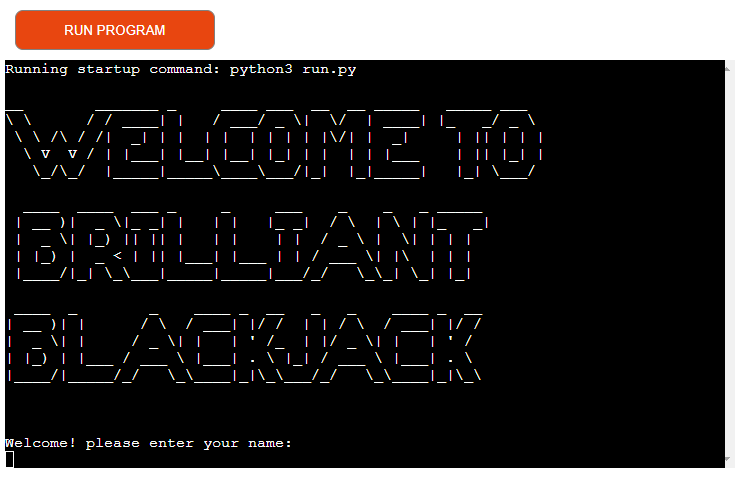 RUN PROGRAM
Running startup command: python3 run.py
WELCOME TO
BRILLIANT
BLACKJACK
Welcome! please enter your name: